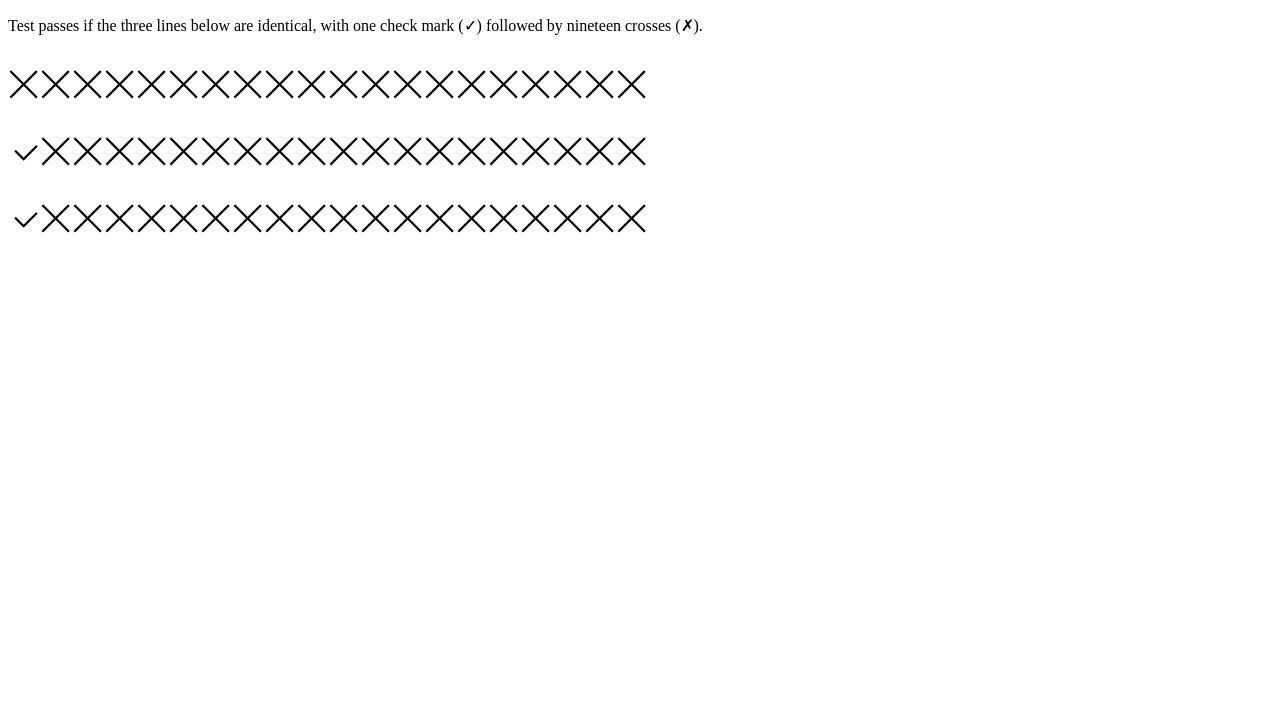 Test passes if the three lines below are identical, with one check mark (✓) followed by nineteen crosses (✗).
✗✗✗✗✗✗✗✗✗✗✗✗✗✗✗✗✗✗✗✗
✓✗✗✗✗✗✗✗✗✗✗✗✗✗✗✗✗✗✗✗
✓✗✗✗✗✗✗✗✗✗✗✗✗✗✗✗✗✗✗✗